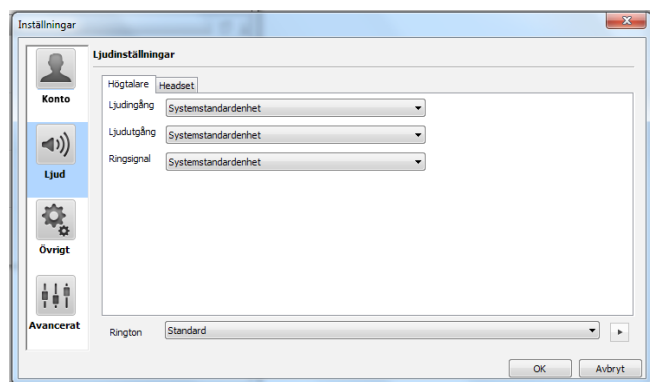 Inställningar
Ljudinställningar
Konto
Ljud
Övrigt
Avancerat
Högtalare Headset
Ljudingång Systemstandardenhet
Ljudutgång Systemstandardenhet
Ringsignal Systemstandardenhet
Rington Standard
OK Avbryt